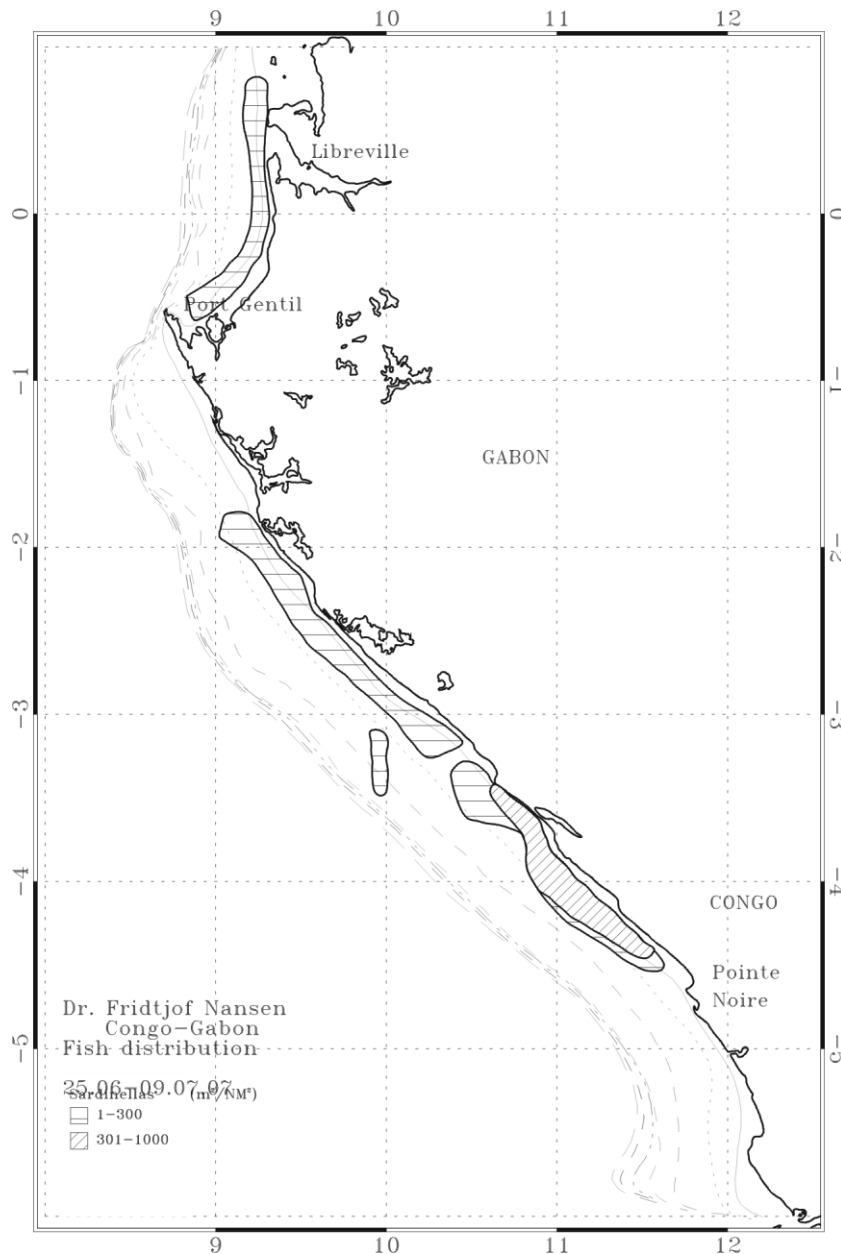 9 10 11 12
Libreville
0 0
Port Gentil
-1 -1
GABON
-2 -2
-3 -3
-4 -4
CONGO
Pointe
Noire
Dr. Fridtjof Nansen
Congo-Gabon
Fish distribution
-5 -5
25.06-09.07.07
Sardinellas (m²/NM²)
1-300
301-1000
9 10 11 12